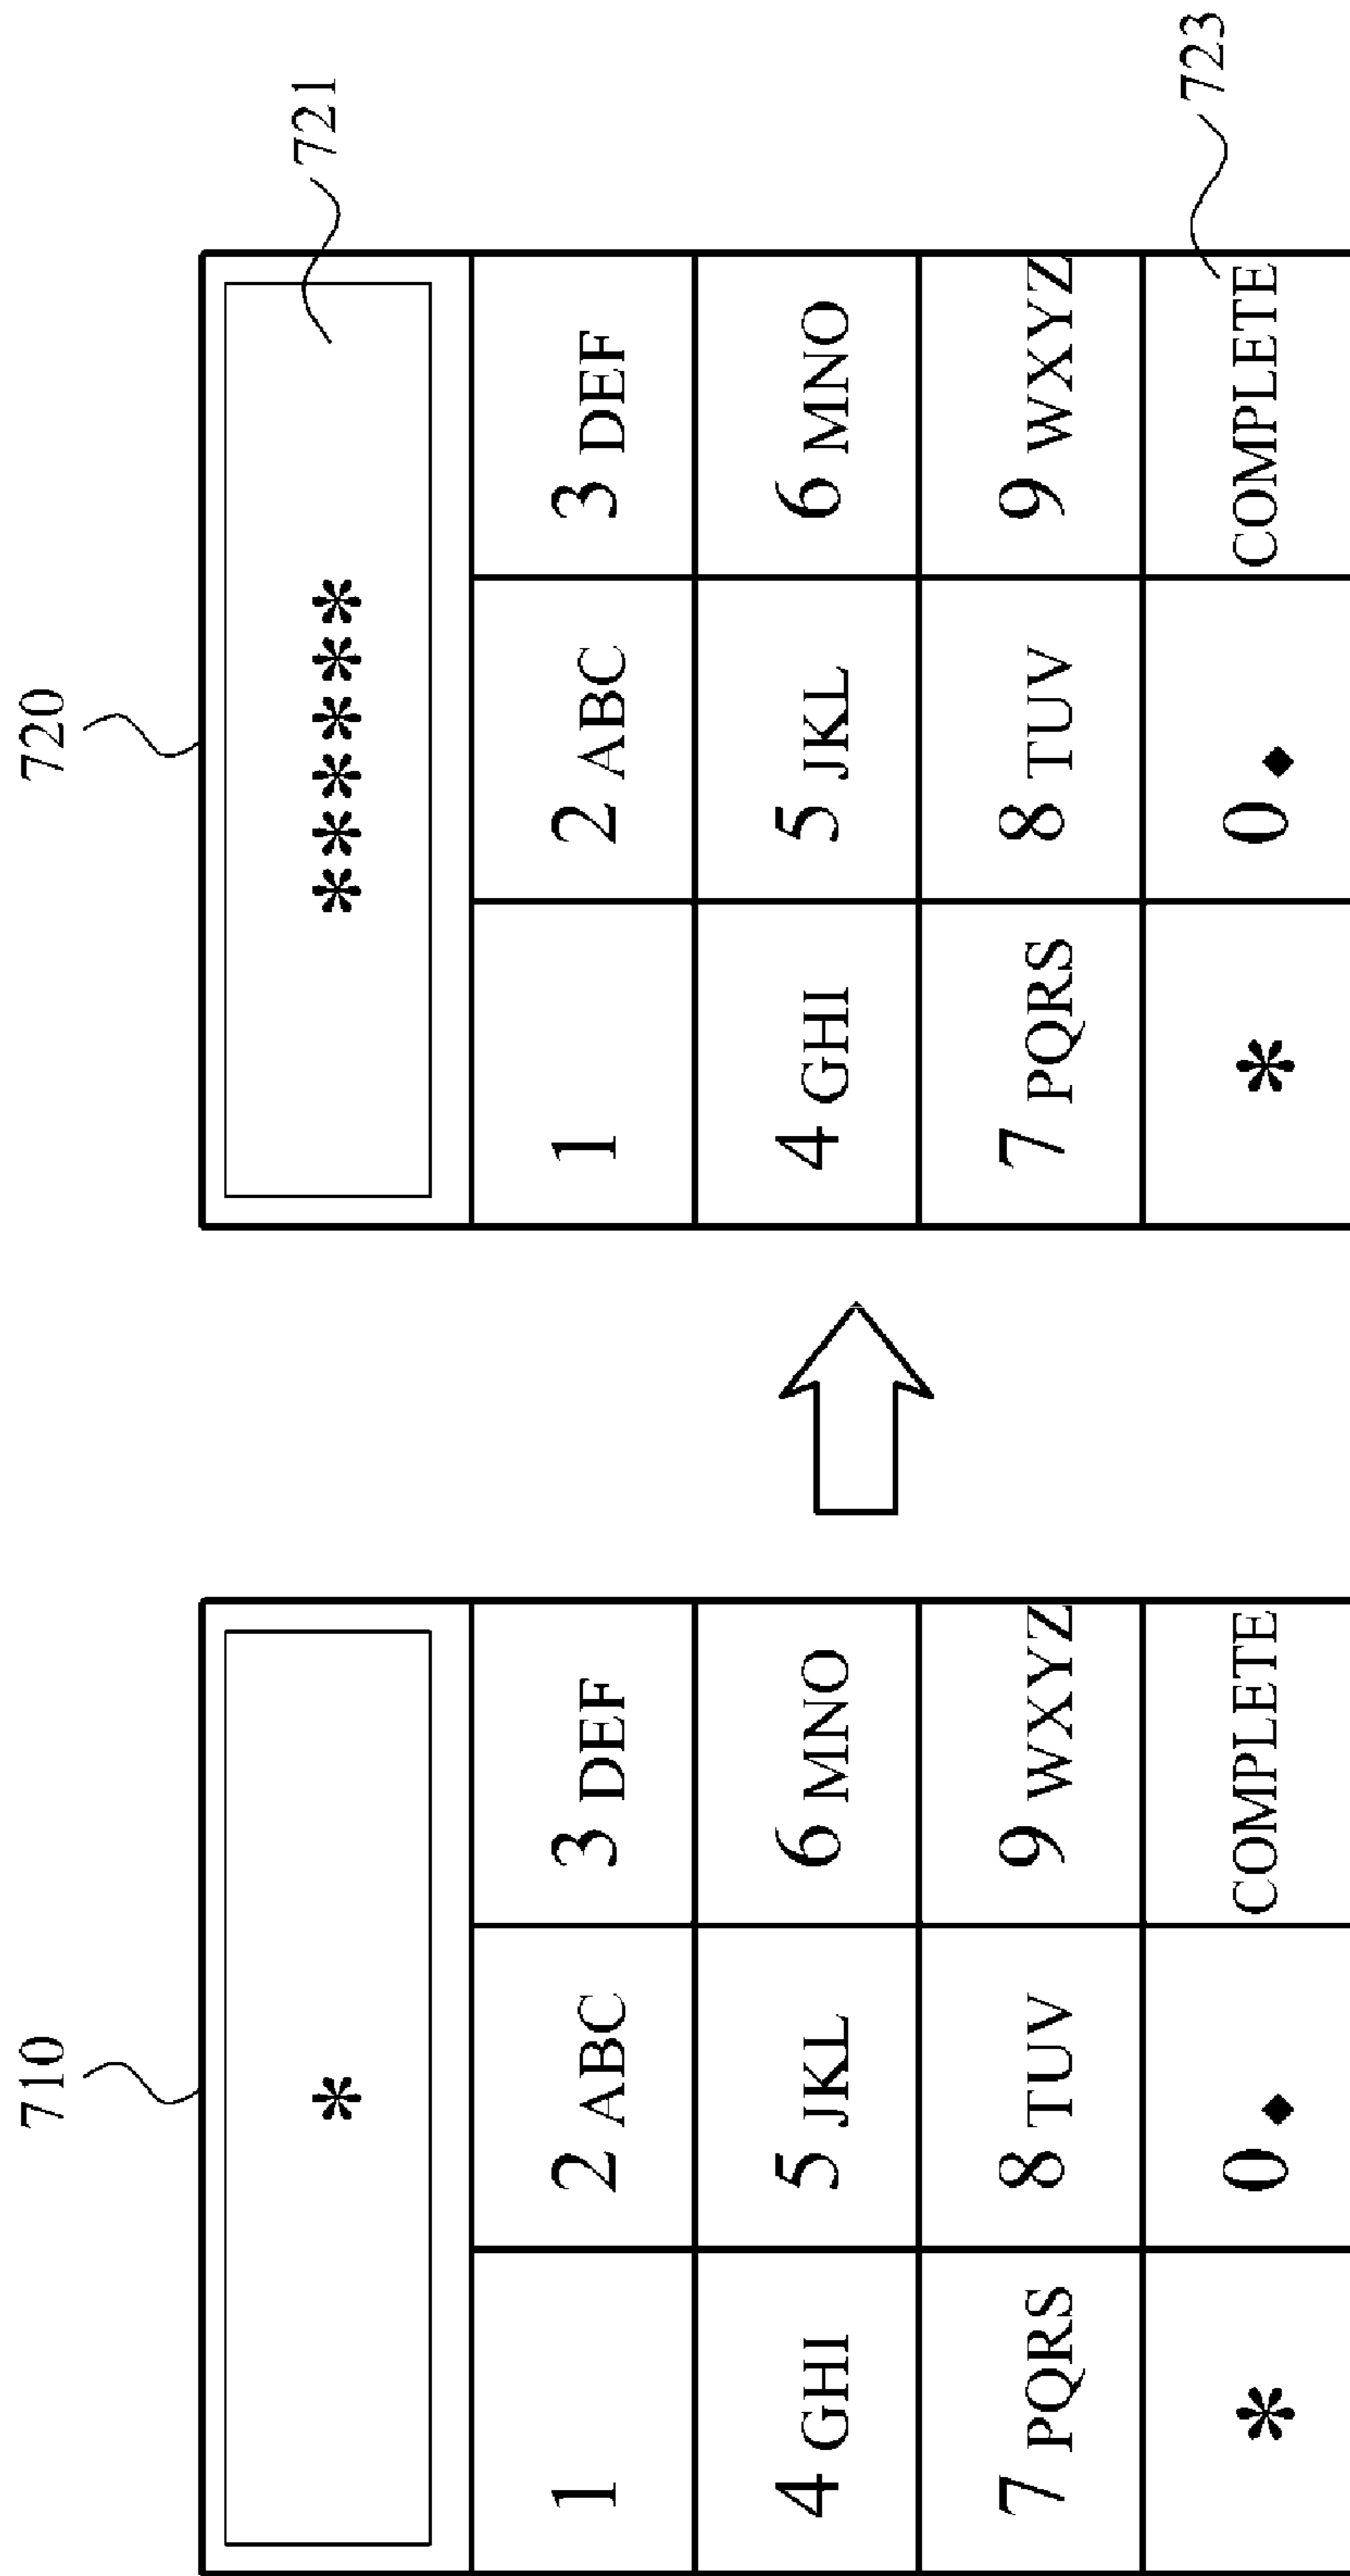 710
*
1 2 ABC 3 DEF
4 GHI 5 JKL 6 MNO
7 PQRS 8 TUV 9 WXYZ
* 0 ◆ COMPLETE
720
******
721
1 2 ABC 3 DEF
4 GHI 5 JKL 6 MNO
7 PQRS 8 TUV 9 WXYZ
* 0 ◆ COMPLETE
723